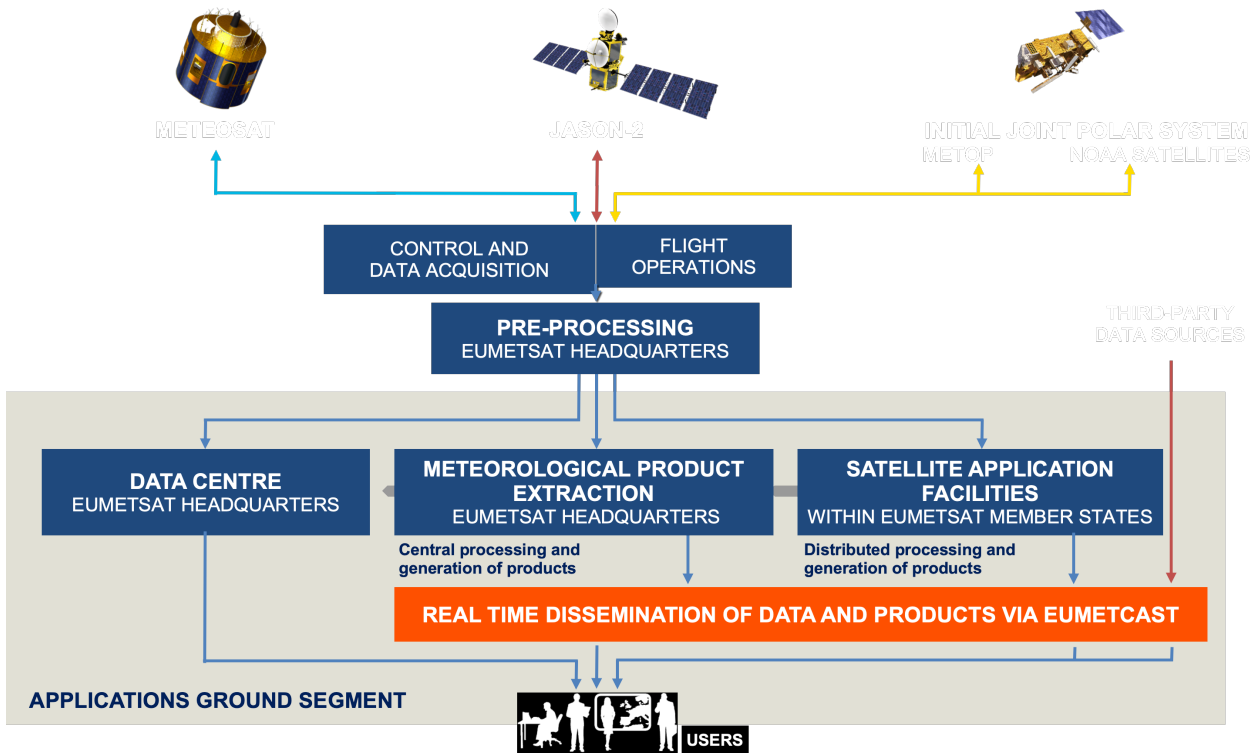 METEOSAT
JASON-2
INITIAL JOINT POLAR SYSTEM
METOP
NOAA SATELLITES
CONTROL AND
DATA ACQUISITION
FLIGHT
OPERATIONS
PRE-PROCESSING
EUMETSAT HEADQUARTERS
THIRD-PARTY
DATA SOURCES
DATA CENTRE
EUMETSAT HEADQUARTERS
METEOROLOGICAL PRODUCT
EXTRACTION
EUMETSAT HEADQUARTERS
SATELLITE APPLICATION
FACILITIES
WITHIN EUMETSAT MEMBER STATES
Central processing and
generation of products
Distributed processing and
generation of products
REAL TIME DISSEMINATION OF DATA AND PRODUCTS VIA EUMETCAST
APPLICATIONS GROUND SEGMENT
USERS